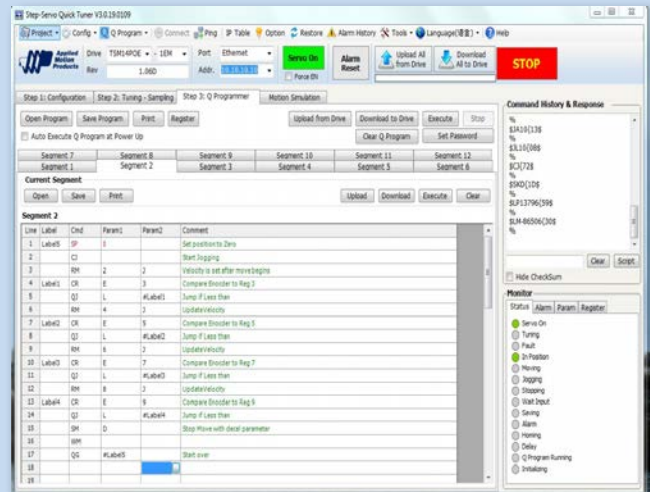 Step-Servo Quick Tuner V3.0.19.0109
Project Config Q Program Connect Ping IP Table Option Restore Alarm History Tools Language(语言) Help
Applied Motion Products
Drive TSM14POE - 1EM Port Ethernet
Rev 1.06D Addr.
Servo On
Force EN
Alarm Reset
Upload All from Drive
Download All to Drive
STOP
Step 1: Configuration Step 2: Tuning - Sampling Step 3: Q Programmer Motion Simulation
Open Program Save Program Print Register Upload from Drive Download to Drive Execute Stop
Auto Execute Q Program at Power Up Clear Q Program Set Password
Segment 7 Segment 8 Segment 9 Segment 10 Segment 11 Segment 12
Segment 1 Segment 2 Segment 3 Segment 4 Segment 5 Segment 6
Current Segment
Open Save Print Upload Download Execute Clear
Segment 2
Line Label Cmd Param1 Param2 Comment
1 Label5 SP 0 Set position to Zero
2 CJ Start Jogging
3 RM 2 2 Velocity is set after move begins
4 Label1 CR E 3 Compare Encoder to Reg 3
5 QJ L #Label1 Jump if Less than
6 RM 4 2 Update Velocity
7 Label2 CR E 5 Compare Encoder to Reg 5
8 QJ L #Label2 Jump if Less than
9 RM 6 2 Update Velocity
10 Label3 CR E 7 Compare Encoder to Reg 7
11 QJ L #Label3 Jump if Less than
12 RM 8 2 Update Velocity
13 Label4 CR E 9 Compare Encoder to Reg 9
14 QJ L #Label4 Jump if Less than
15 SM D Stop Move with decel parameter
16 WM
17 QG #Label5 Start over
18
19
Command History & Response
%
%
%
%
%
%
Clear Script
Hide CheckSum
Monitor
Status Alarm Param Register
Servo On
Tuning
Fault
In Position
Moving
Jogging
Stopping
Wait Input
Saving
Alarm
Homing
Delay
Q Program Running
Initializing